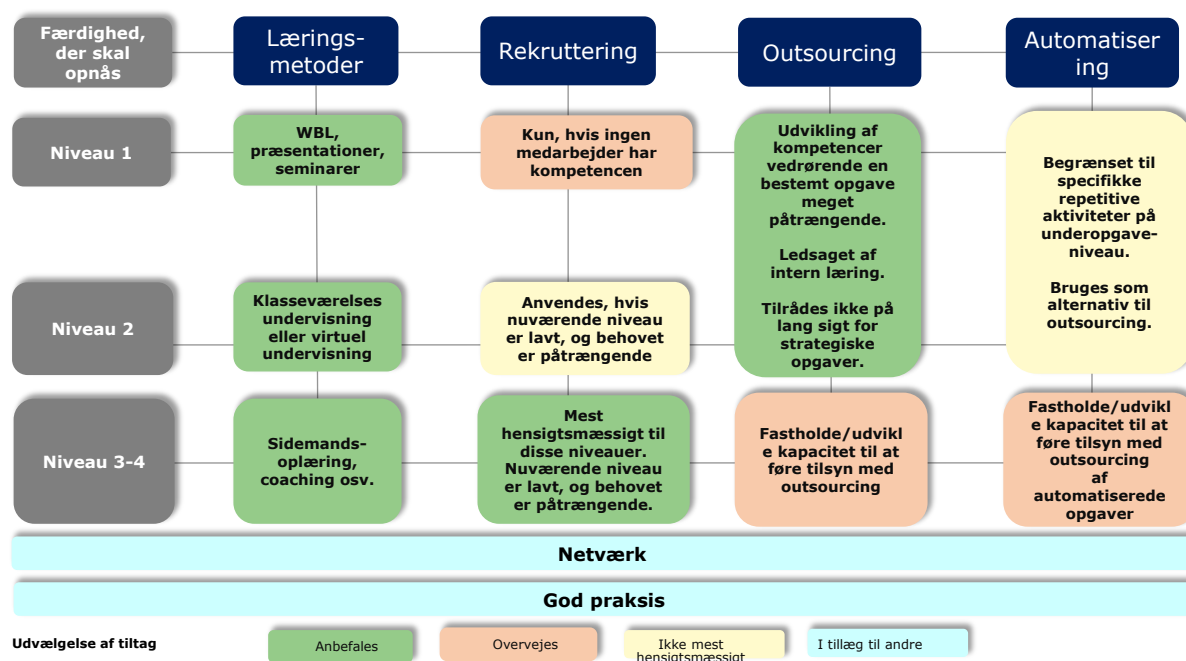 Færdighed,
der skal
opnås
Lærings-
metoder
Rekruttering
Outsourcing
Automatiser
ing
Niveau 1
WBL,
præsentationer,
seminarer
Kun, hvis ingen
medarbejder har
kompetencen
Udvikling af
kompetencer
vedrørende en
bestemt opgave
meget
påtrængende.
Ledsaget af
intern læring.
Tilrådes ikke på
lang sigt for
strategiske
opgaver.
Begrænset til
specifikke
repetitive
aktiviteter på
underopgave-
niveau.
Bruges som
alternativ til
outsourcing.
Niveau 2
Klasseværelses
undervisning
eller virtuel
undervisning
Anvendes, hvis
nuværende niveau
er lavt, og behovet
er påtrængende
Niveau 3-4
Sidemands-
oplæring,
coaching osv.
Mest
hensigtsmæssigt til
disse niveauer.
Nuværende niveau
er lavt, og behovet
er påtrængende.
Fastholde/udvikl
e kapacitet til at
føre tilsyn med
outsourcing
Fastholde/udvikl
e kapacitet til at
føre tilsyn med
outsourcing
af
automatiserede
opgaver
Netværk
God praksis
Udvælgelse af tiltag
Anbefales
Overvejes
Ikke mest
hensigtsmæssigt
I tillæg til andre